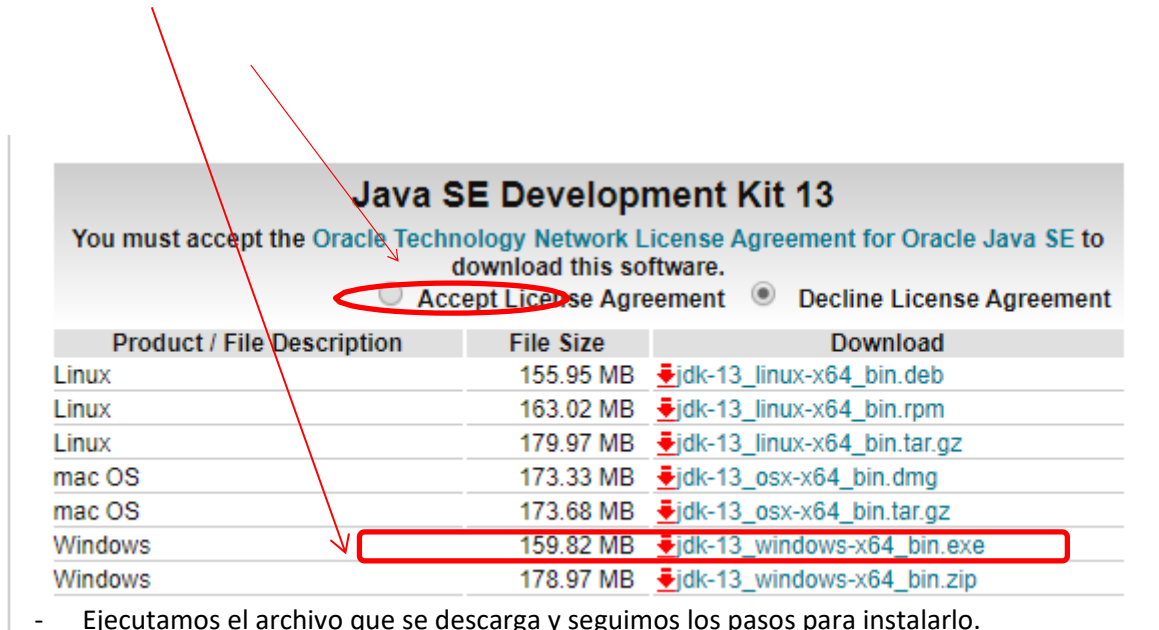 Java SE Development Kit 13
You must accept the Oracle Technology Network License Agreement for Oracle Java SE to
download this software.
Accept License Agreement Decline License Agreement
Product / File Description File Size Download
Linux 155.95 MB jdk-13_linux-x64_bin.deb
Linux 163.02 MB jdk-13_linux-x64_bin.rpm
Linux 179.97 MB jdk-13_linux-x64_bin.tar.gz
mac OS 173.33 MB jdk-13_osx-x64_bin.dmg
mac OS 173.68 MB jdk-13_osx-x64_bin.tar.gz
Windows 159.82 MB jdk-13_windows-x64_bin.exe
Windows 178.97 MB jdk-13_windows-x64_bin.zip
- Ejecutamos el archivo que se descarga y seguimos los pasos para instalarlo.